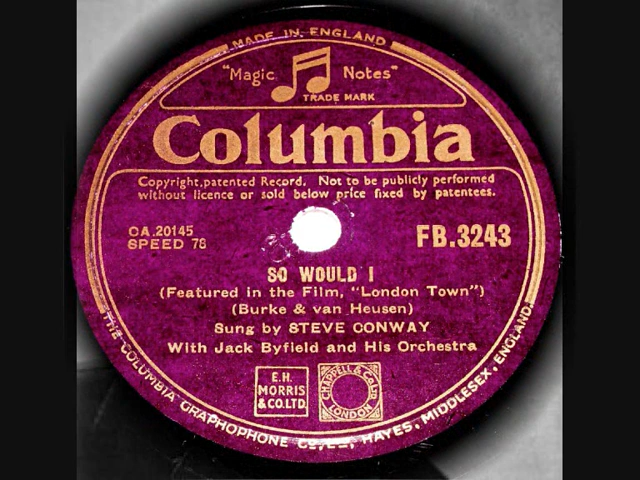 MADE IN ENGLAND
"Magic Notes"
TRADE MARK
Columbia
Copyright, patented Record. Not to be publicly performed
without licence or sold below price fixed by patentees.
CA.20145
SPEED 78
FB.3243
SO WOULD I
(Featured in the Film, "London Town")
(Burke & van Heusen)
Sung by STEVE CONWAY
With Jack Byfield and His Orchestra
E.H.
MORRIS
& CO. LTD.
CHAPPELL & Co Ltd
LONDON
THE COLUMBIA GRAPHOPHONE Co., LTD., HAYES, MIDDLESEX, ENGLAND.